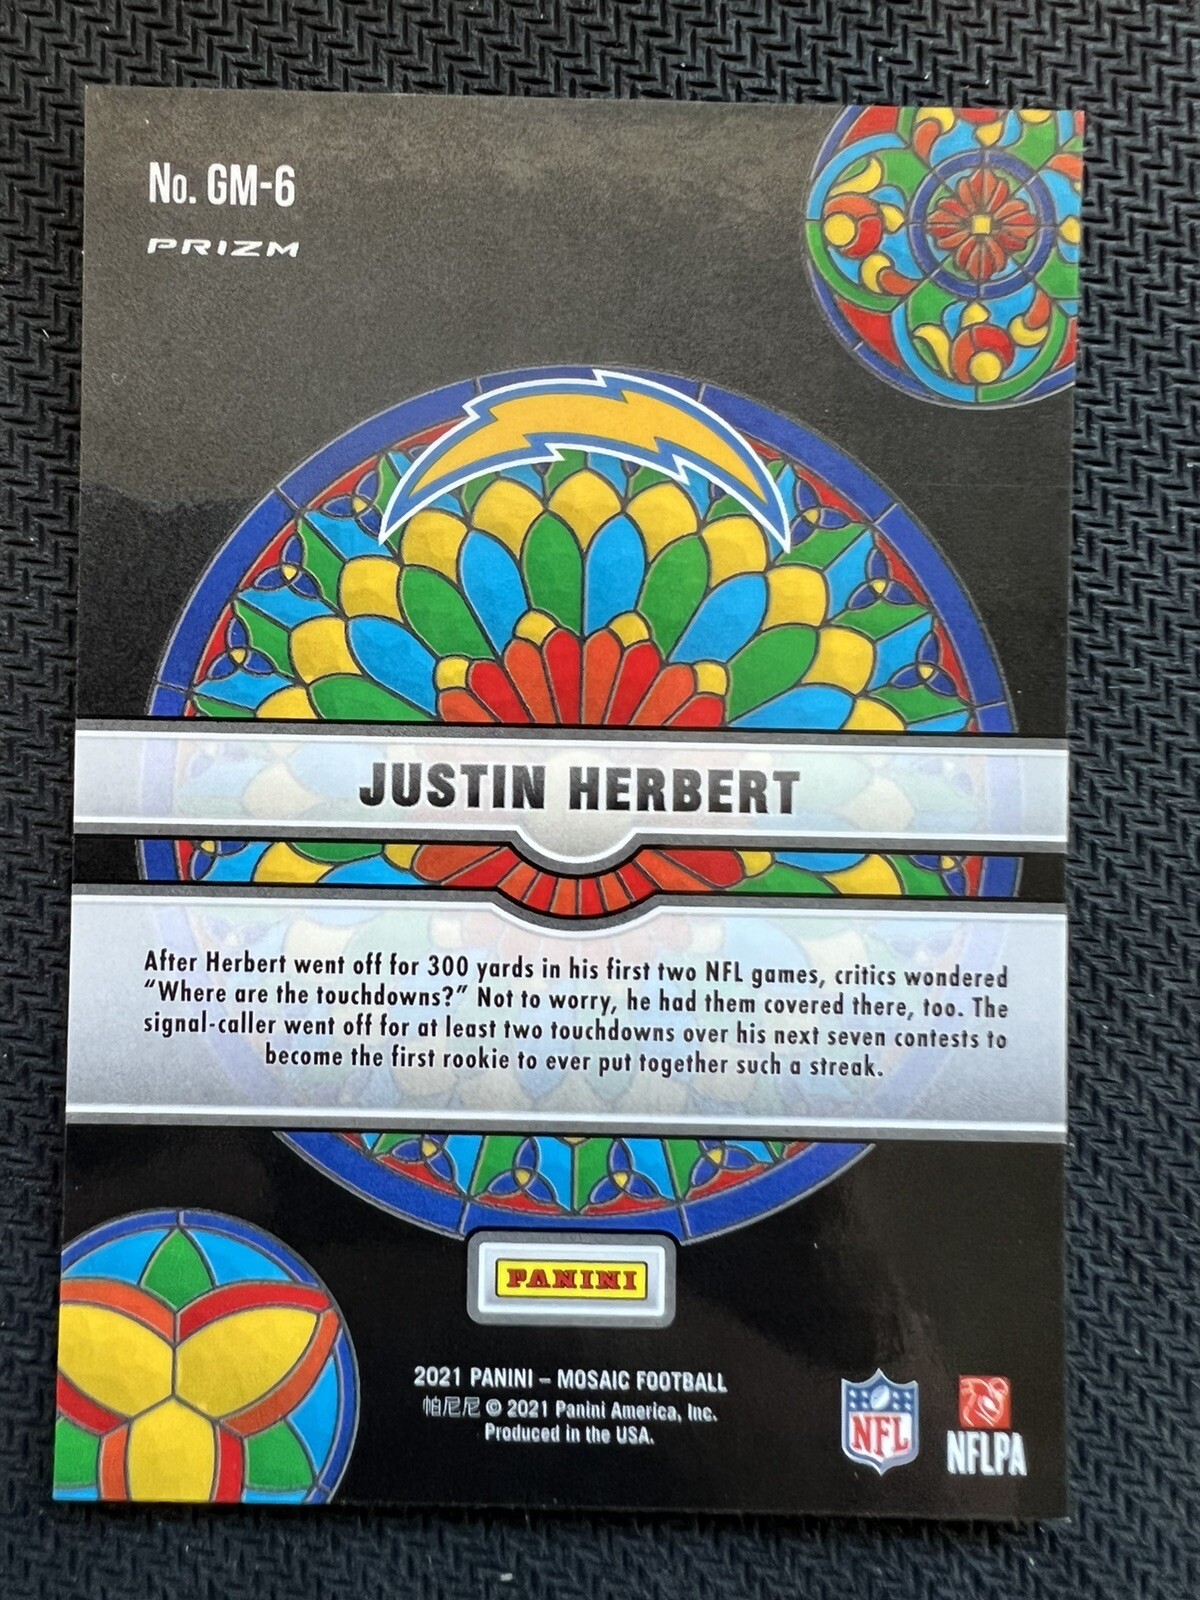 No. GM-6
PRIZM
JUSTIN HERBERT
After Herbert went off for 300 yards in his first two NFL games, critics wondered
“Where are the touchdowns?” Not to worry, he had them covered there, too. The
signal-caller went off for at least two touchdowns over his next seven contests to
become the first rookie to ever put together such a streak.
PANINI
2021 PANINI – MOSAIC FOOTBALL
帕尼尼 © 2021 Panini America, Inc.
Produced in the USA.
NFL
NFLPA